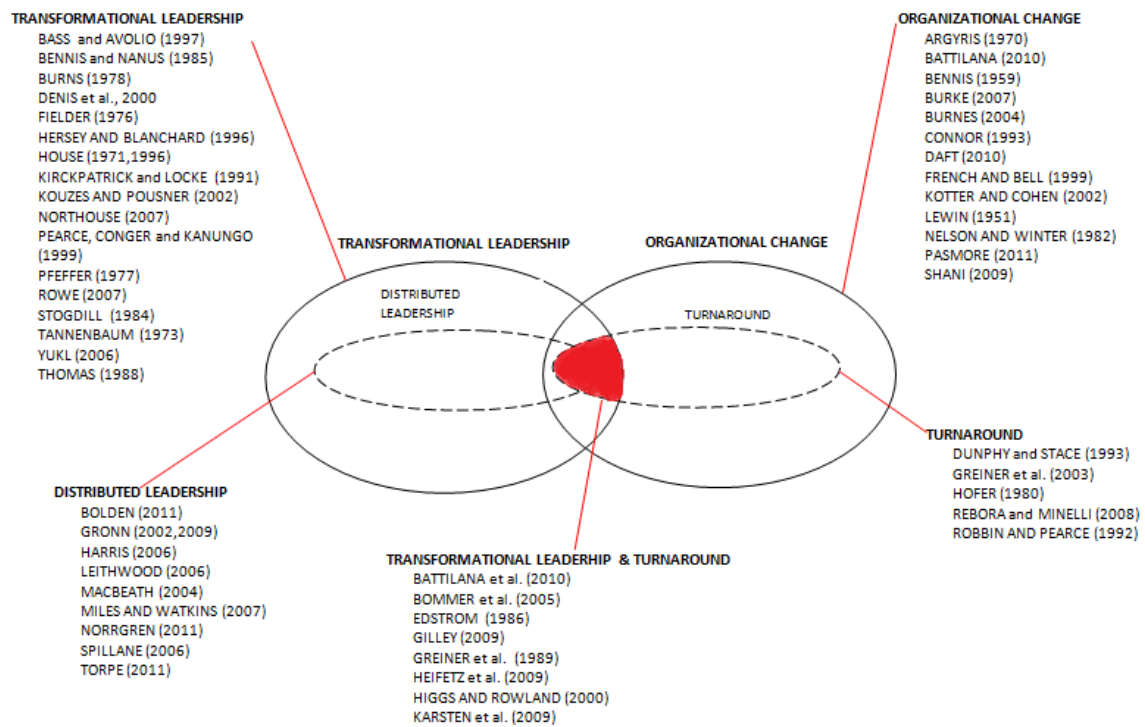 TRANSFORMATIONAL LEADERSHIP
BASS and AVOLIO (1997)
BENNIS and NANUS (1985)
BURNS (1978)
DENIS et al., 2000
FIELDER (1976)
HERSEY AND BLANCHARD (1996)
HOUSE (1971,1996)
KIRCKPATRICK and LOCKE (1991)
KOUZES AND POUSNER (2002)
NORTHOUSE (2007)
PEARCE, CONGER and KANUNGO
(1999)
PFEFFER (1977)
ROWE (2007)
STOGDILL (1984)
TANNENBAUM (1973)
YUKL (2006)
THOMAS (1988)
ORGANIZATIONAL CHANGE
ARGYRIS (1970)
BATTILANA (2010)
BENNIS (1959)
BURKE (2007)
BURNES (2004)
CONNOR (1993)
DAFT (2010)
FRENCH AND BELL (1999)
KOTTER AND COHEN (2002)
LEWIN (1951)
NELSON AND WINTER (1982)
PASMORE (2011)
SHANI (2009)
TRANSFORMATIONAL LEADERSHIP
ORGANIZATIONAL CHANGE
DISTRIBUTED
LEADERSHIP
TURNAROUND
DISTRIBUTED LEADERSHIP
BOLDEN (2011)
GRONN (2002,2009)
HARRIS (2006)
LEITHWOOD (2006)
MACBEATH (2004)
MILES AND WATKINS (2007)
NORRGREN (2011)
SPILLANE (2006)
TORPE (2011)
TRANSFORMATIONAL LEADERHIP & TURNAROUND
BATTILANA et al. (2010)
BOMMER et al. (2005)
EDSTROM (1986)
GILLEY (2009)
GREINER et al. (1989)
HEIFETZ et al. (2009)
HIGGS AND ROWLAND (2000)
KARSTEN et al. (2009)
TURNAROUND
DUNPHY and STACE (1993)
GREINER et al. (2003)
HOFER (1980)
REBORA and MINELLI (2008)
ROBBIN AND PEARCE (1992)